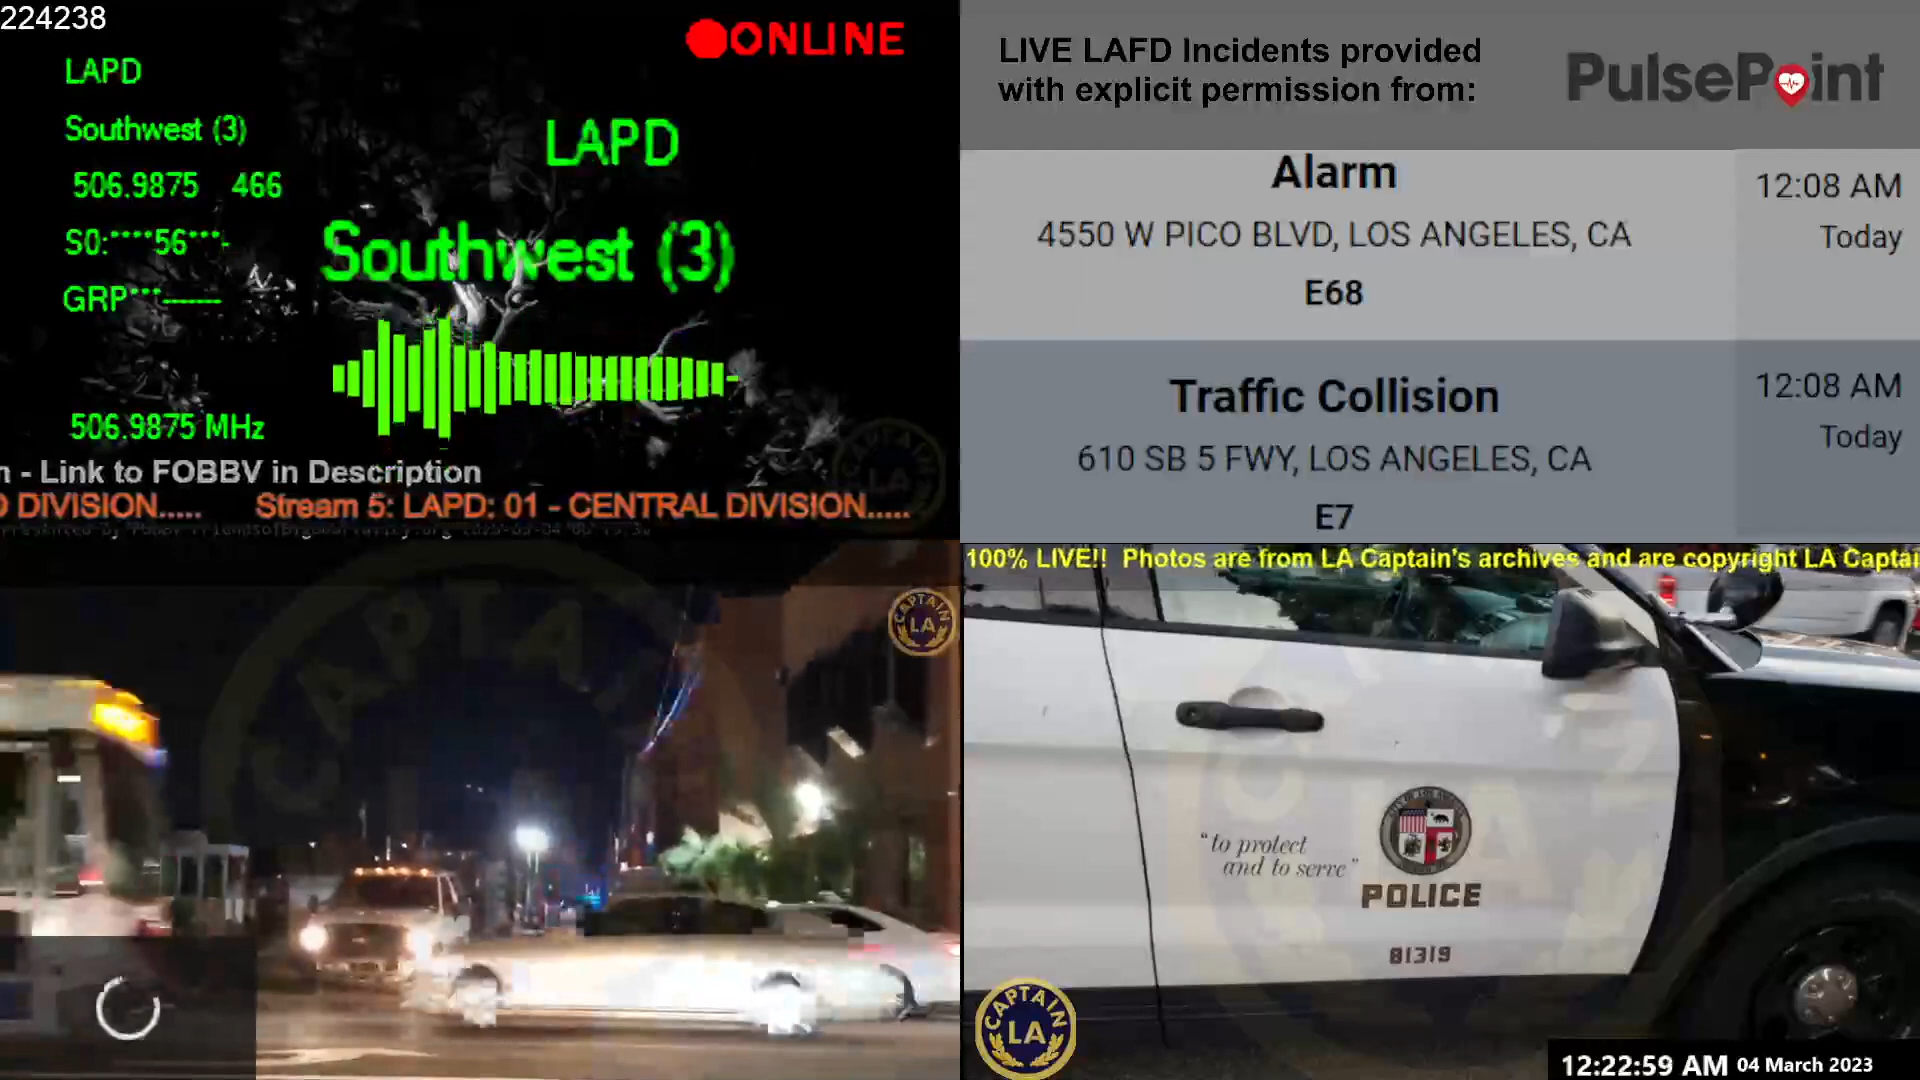 224238
ONLINE
LAPD
Southwest (3)
506.9875 466
S0:****56***-
GRP***-------
LAPD
Southwest (3)
506.9875 MHz
- Link to FOBBV in Description
DIVISION..... Stream 5: LAPD: 01 - CENTRAL DIVISION.....
LIVE LAFD Incidents provided
with explicit permission from:
PulsePoint
Alarm
12:08 AM
4550 W PICO BLVD, LOS ANGELES, CA
Today
E68
Traffic Collision
12:08 AM
610 SB 5 FWY, LOS ANGELES, CA
Today
E7
CAPTAIN
LA
100% LIVE!! Photos are from LA Captain's archives and are copyright LA
"to protect
and to serve"
POLICE
81319
CAPTAIN
LA
12:22:59 AM 04 March 2023